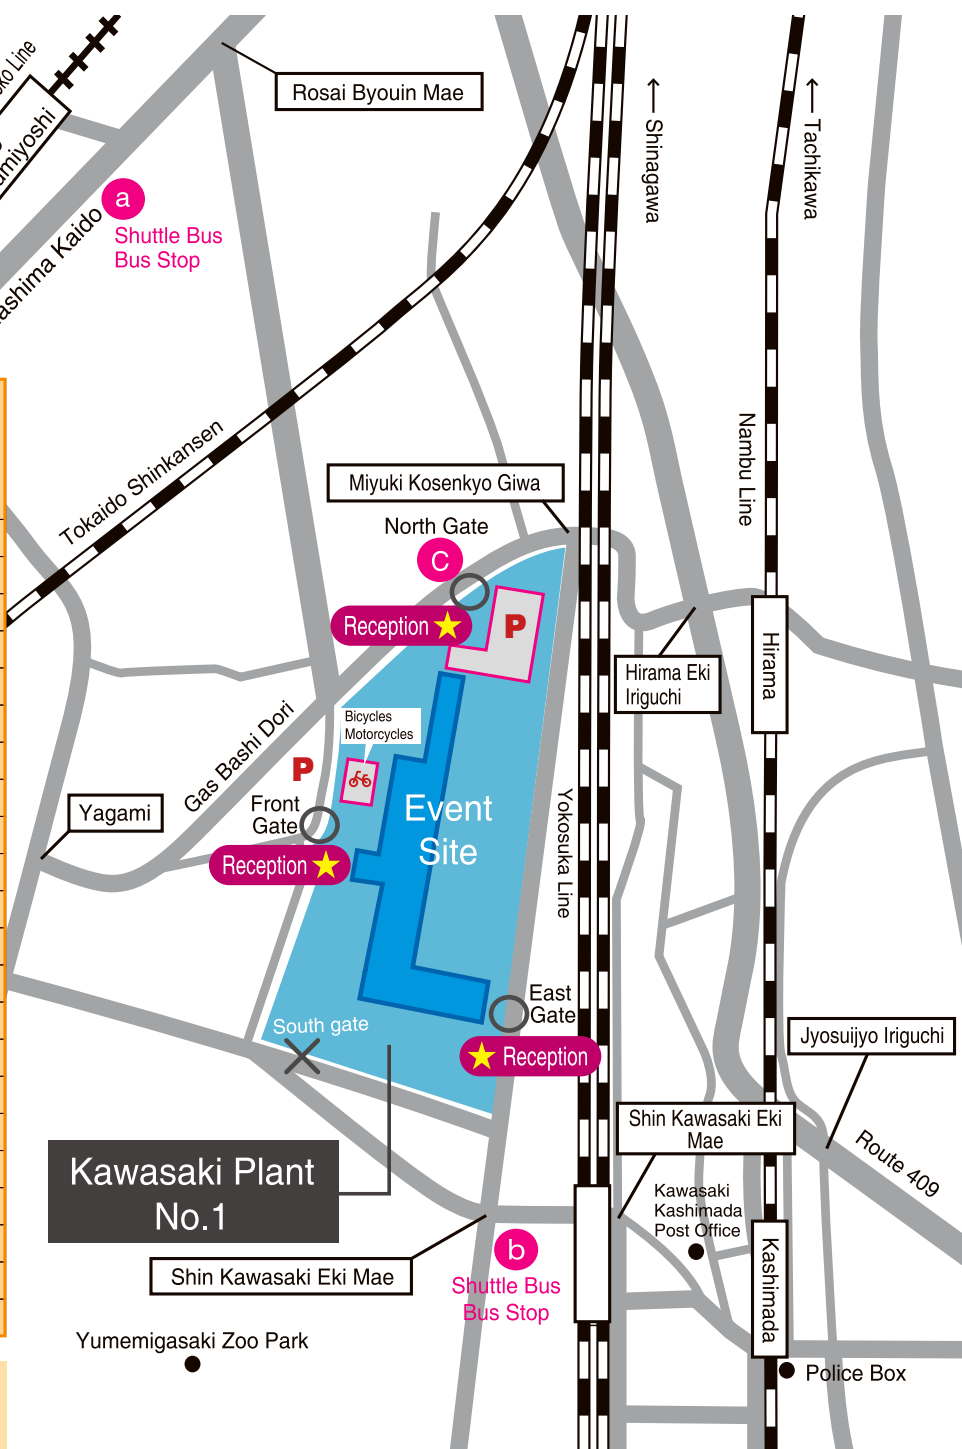 Rosai Byouin Mae
Shinagawa
Tachikawa
a
Shuttle Bus
Bus Stop
Tokaido Shinkansen
Nambu Line
Miyuki Kosenkyo Giwa
North Gate
C
Reception
P
Hirama Eki
Iriguchi
Hirama
Bicycles
Motorcycles
Gas Bashi Dori
P
Yagami
Front
Gate
Event
Site
Yokosuka Line
Reception
East
Gate
South gate
Reception
Jyosuijyo Iriguchi
Shin Kawasaki Eki
Mae
Route 409
Kawasaki Plant
No.1
Kawasaki
Kashimada
Post Office
b
Shuttle Bus
Bus Stop
Shin Kawasaki Eki Mae
Kashimada
Yumemigasaki Zoo Park
Police Box